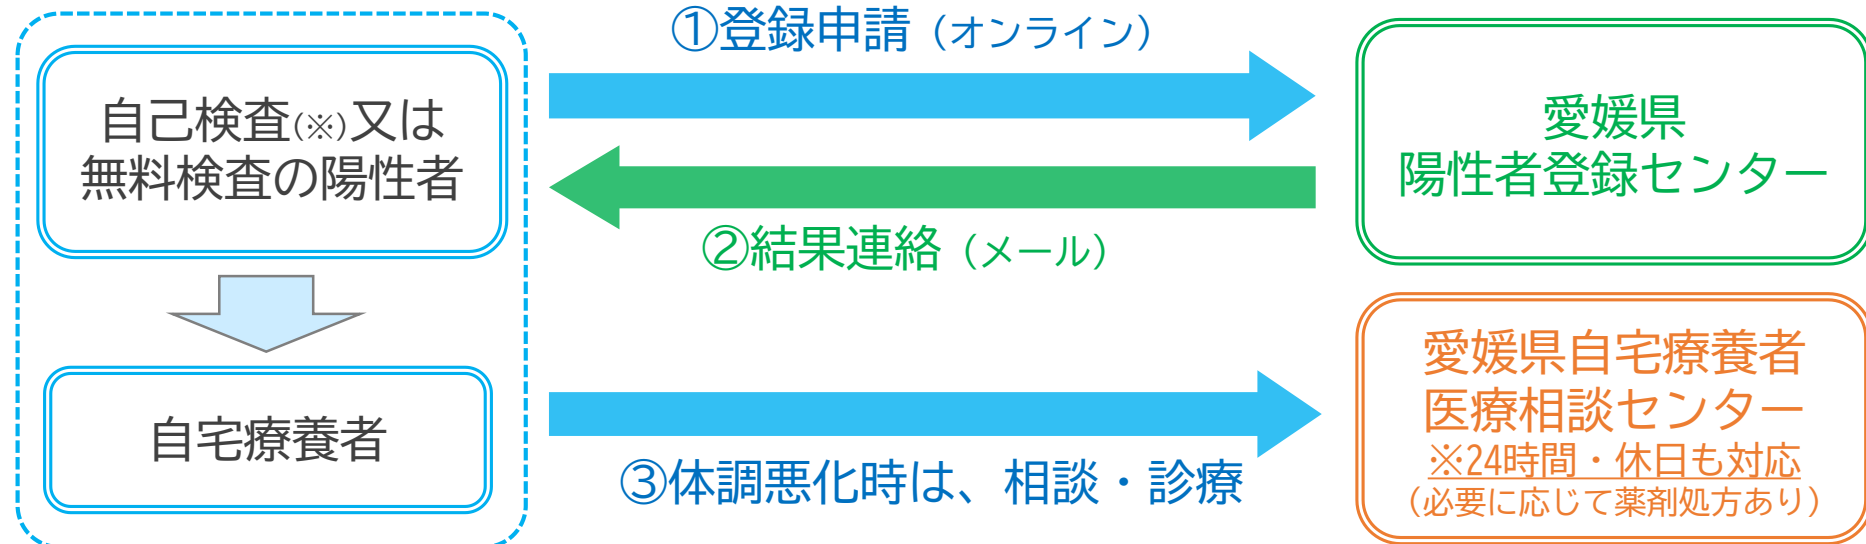 ①登録申請（オンライン）
自己検査(※)又は
無料検査の陽性者
愛媛県
陽性者登録センター
②結果連絡（メール）
自宅療養者
③体調悪化時は、相談・診療
愛媛県自宅療養者
医療相談センター
※24時間・休日も対応
（必要に応じて薬剤処方あり）